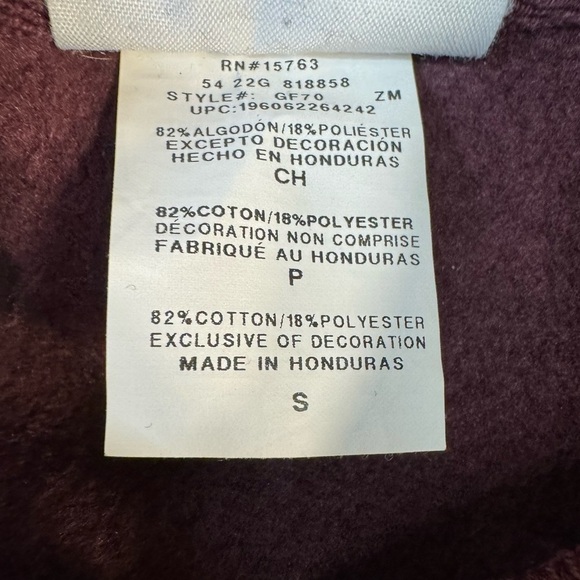 RN#15763
54 22G 818858
STYLE#: GF70 ZM
UPC:196062264242
82%ALGODÓN/18%POLIÉSTER
EXCEPTO DECORACIÓN
HECHO EN HONDURAS
CH
82%COTON/18%POLYESTER
DÉCORATION NON COMPRISE
FABRIQUÉ AU HONDURAS
P
82%COTTON/18%POLYESTER
EXCLUSIVE OF DECORATION
MADE IN HONDURAS
S